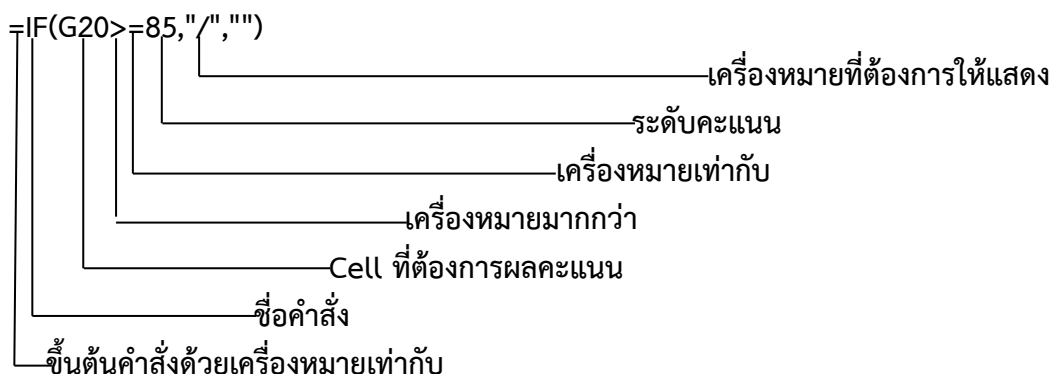 =IF(G20>=85,"/","")
เครื่องหมายที่ต้องการให้แสดง
ระดับคะแนน
เครื่องหมายเท่ากับ
เครื่องหมายมากกว่า
Cell ที่ต้องการผลคะแนน
ชื่อคำสั่ง
ขึ้นต้นคำสั่งด้วยเครื่องหมายเท่ากับ